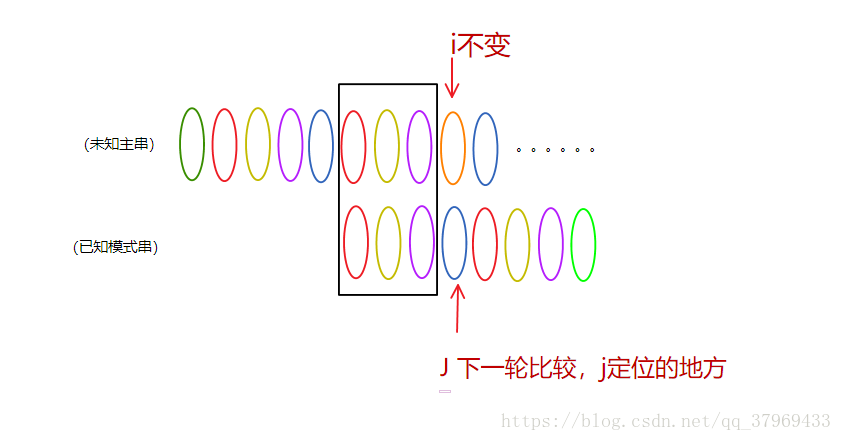 i不变
(未知主串)
。。。。。。
(已知模式串)
J 下一轮比较，j定位的地方
https://blog.csdn.net/qq_37969433